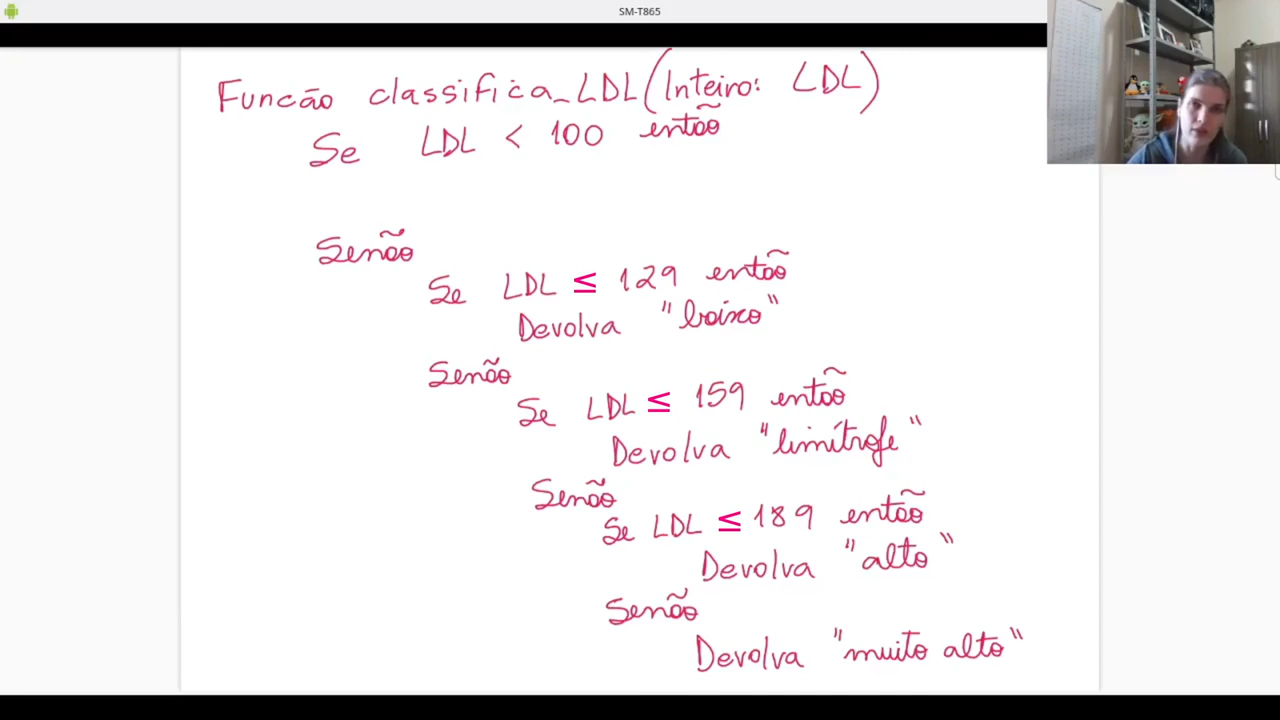 SM-T865
Funcão classifica_LDL(Inteiro: LDL)
Se LDL < 100 então
Senão
Se LDL ≤ 129 então
Devolva "baixo"
Senão
Se LDL ≤ 159 então
Devolva "limítrofe"
Senão
Se LDL ≤ 189 então
Devolva "alto"
Senão
Devolva "muito alto"